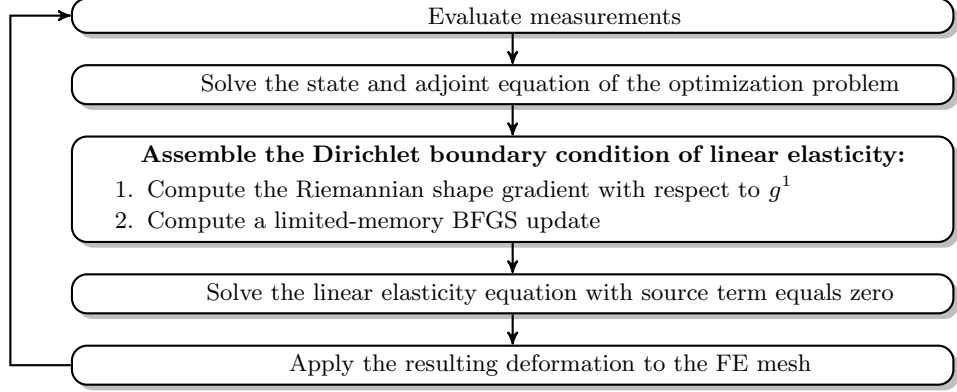 Evaluate measurements
Solve the state and adjoint equation of the optimization problem
Assemble the Dirichlet boundary condition of linear elasticity:
1. Compute the Riemannian shape gradient with respect to g¹
2. Compute a limited-memory BFGS update
Solve the linear elasticity equation with source term equals zero
Apply the resulting deformation to the FE mesh